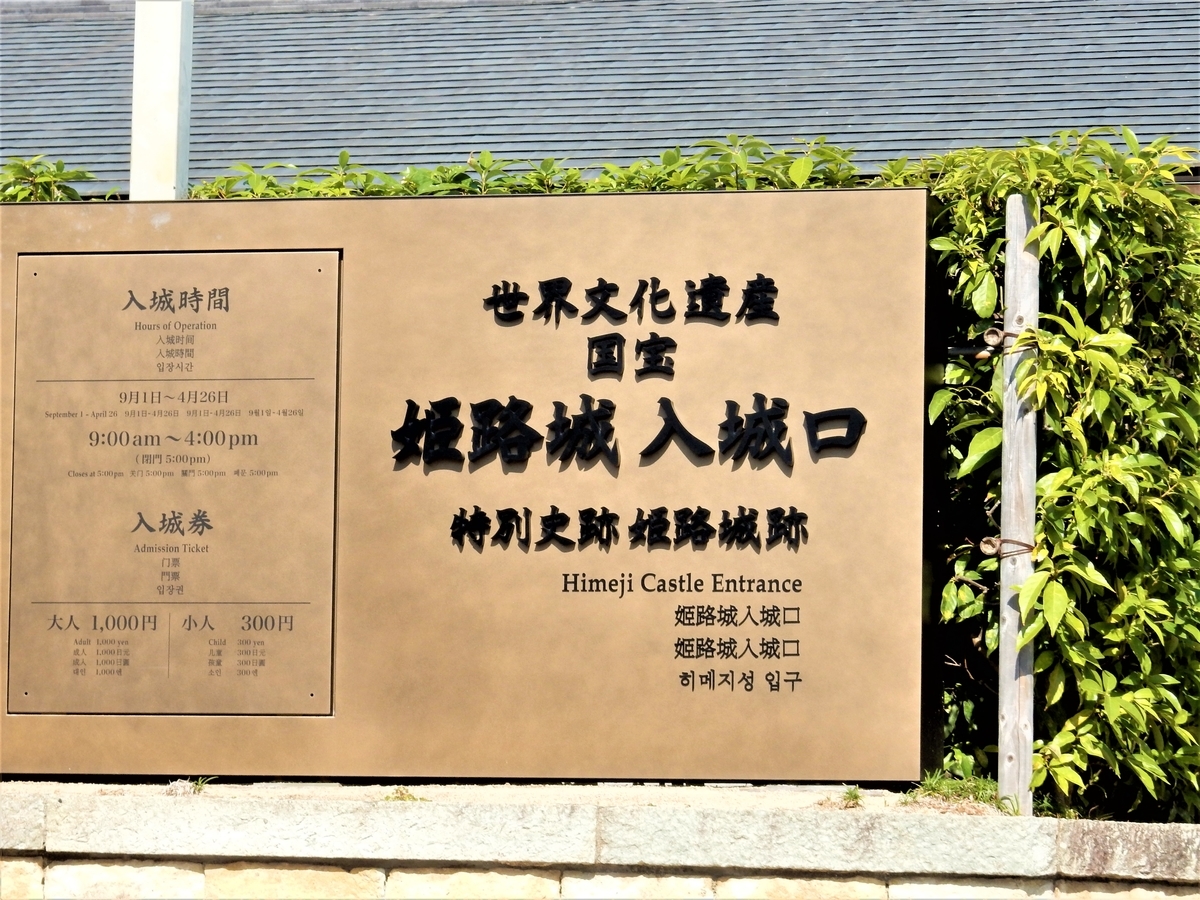 入城時間
Hours of Operation
入城时间
入城時間
입장시간
9月1日〜4月26日
September 1 - April 26 9月1日-4月26日 9月1日-4月26日 9월1일-4월26일
9:00am〜4:00pm
(閉門 5:00pm)
Closes at 5:00pm 关门 5:00pm 關門 5:00pm 폐문 5:00pm
入城券
Admission Ticket
门票
門票
입장권
大人 1,000円 小人 300円
Adult 1,000 yen Child 300 yen
成人 1,000日元 儿童 300日元
成人 1,000日圓 孩童 300日圓
대인 1,000엔 소인 300엔
世界文化遺産
国宝
姫路城 入城口
特別史跡 姫路城跡
Himeji Castle Entrance
姬路城入城口
姬路城入城口
히메지성 입구